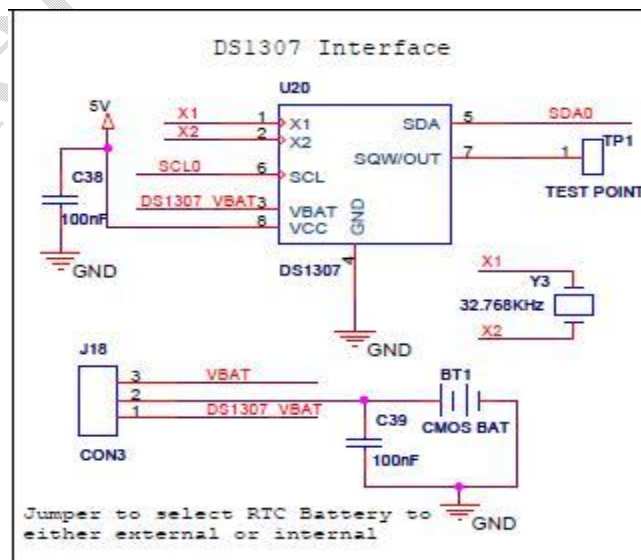 DS1307 Interface
U20
5V
X1 1 X1 SDA 5 SDA0
X2 2 X2
TP1
SQW/OUT 7 1
SCL0 6 SCL
TEST POINT
C38
100nF
DS1307_VBAT 3 VBAT
8 VCC
GND
4
GND
DS1307
GND
X1
Y3
32.768KHz
X2
J18
3 VBAT
2
1 DS1307_VBAT
CON3
BT1
CMOS BAT
C39
100nF
GND
Jumper to select RTC Battery to
either external or internal